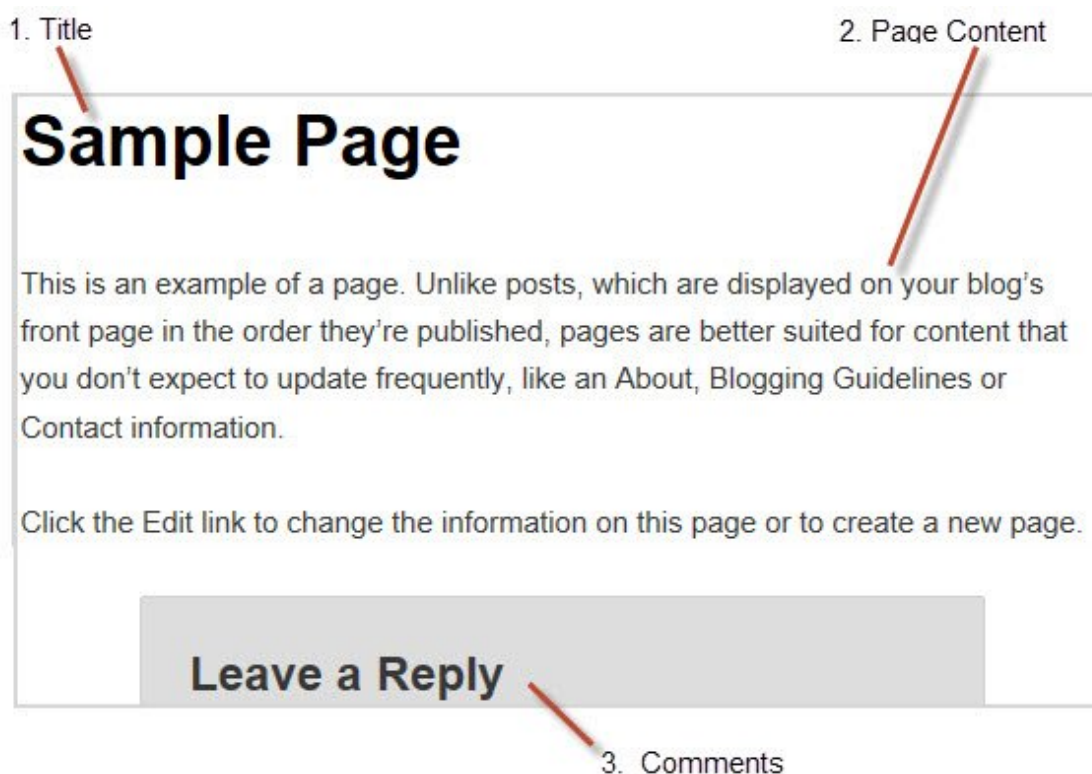 1. Title
2. Page Content
Sample Page
This is an example of a page. Unlike posts, which are displayed on your blog’s
front page in the order they’re published, pages are better suited for content that
you don’t expect to update frequently, like an About, Blogging Guidelines or
Contact information.
Click the Edit link to change the information on this page or to create a new page.
Leave a Reply
3. Comments